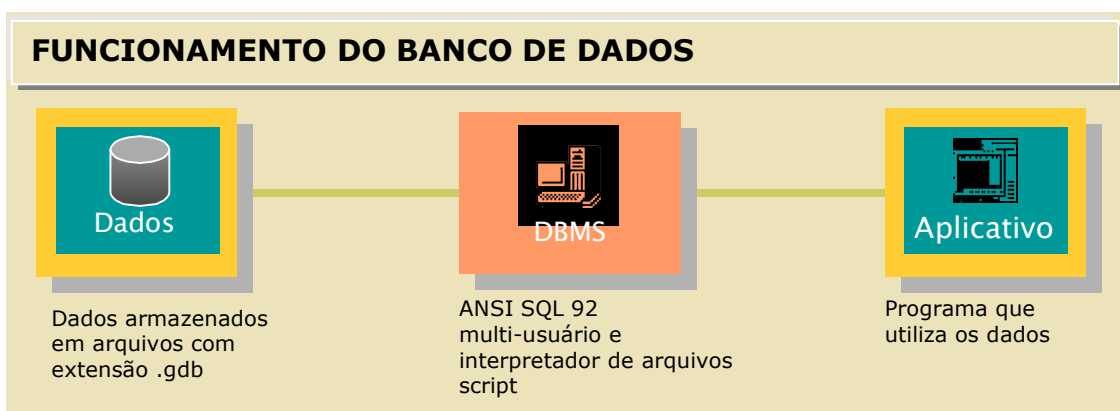 FUNCIONAMENTO DO BANCO DE DADOS
Dados
DBMS
Aplicativo
Dados armazenados
em arquivos com
extensão .gdb
ANSI SQL 92
multi-usuário e
interpretador de arquivos
script
Programa que
utiliza os dados